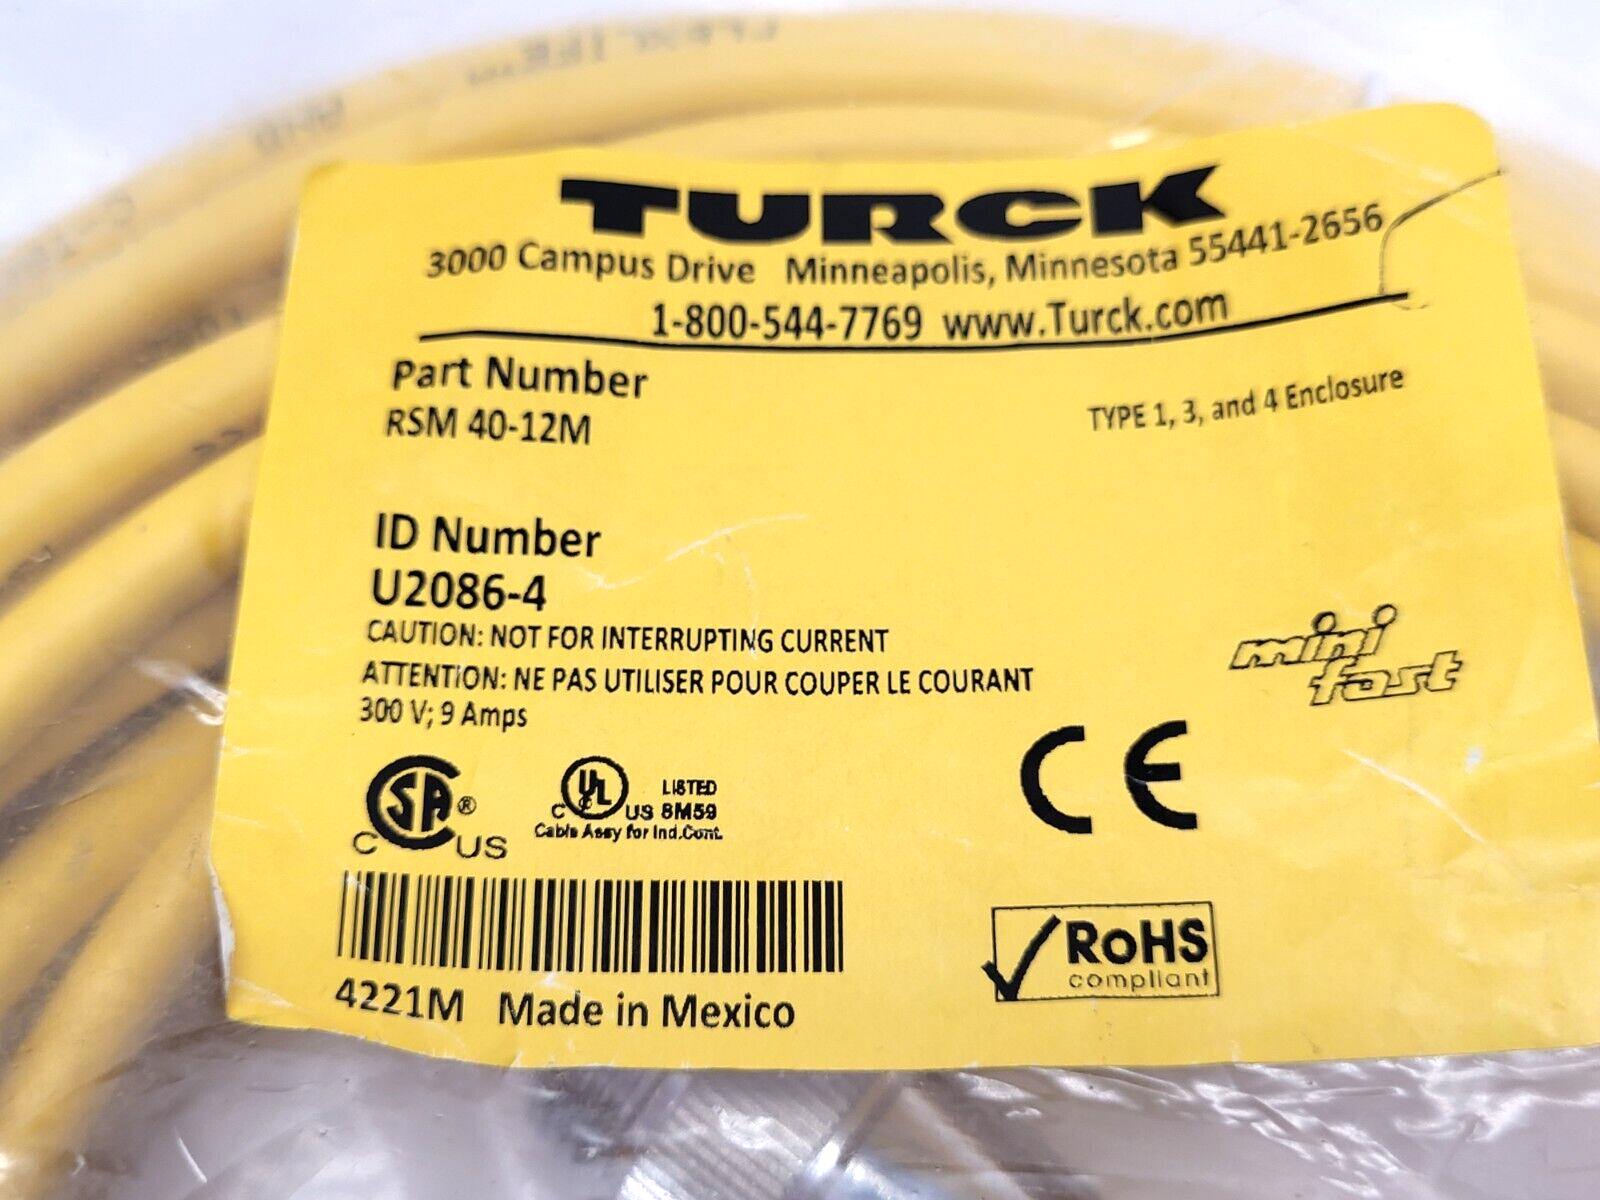 TURCK
3000 Campus Drive Minneapolis, Minnesota 55441-2656
1-800-544-7769 www.Turck.com
Part Number
RSM 40-12M
TYPE 1, 3, and 4 Enclosure
ID Number
U2086-4
CAUTION: NOT FOR INTERRUPTING CURRENT
ATTENTION: NE PAS UTILISER POUR COUPER LE COURANT
300 V; 9 Amps
mini
fast
CSA ®
C US
UL
LISTED
C US 8M59
Cable Assy for Ind.Cont.
CE
RoHS
compliant
4221M Made in Mexico